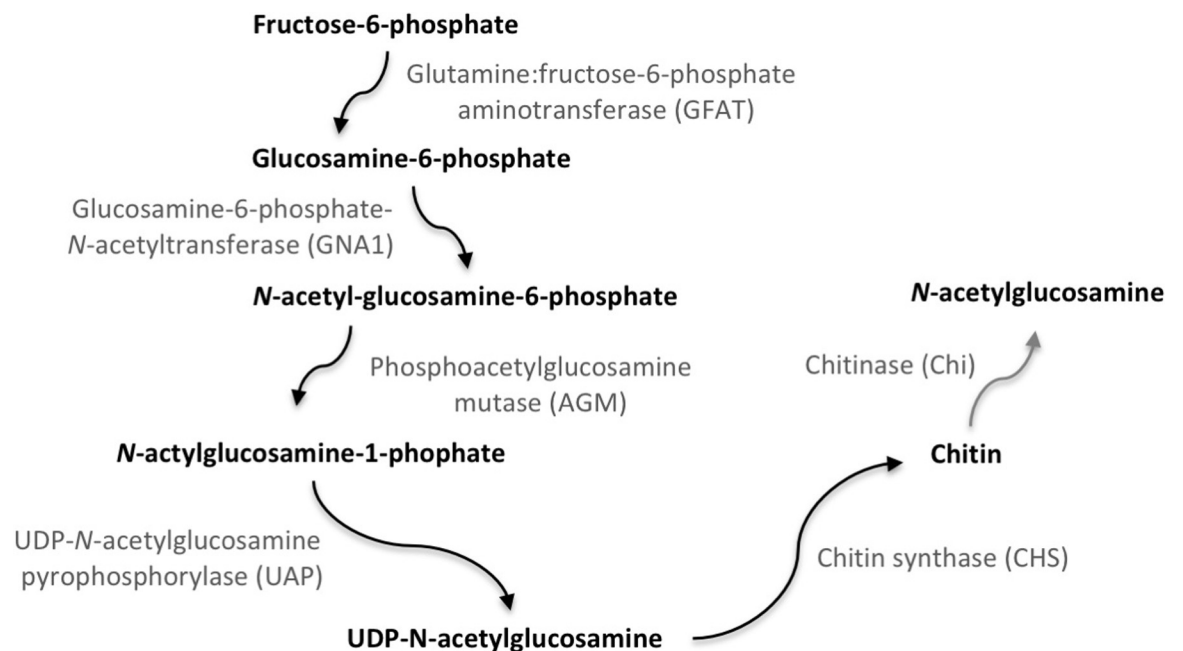 Fructose-6-phosphate
Glutamine:fructose-6-phosphate
aminotransferase (GFAT)
Glucosamine-6-phosphate
Glucosamine-6-phosphate-
N-acetyltransferase (GNA1)
N-acetyl-glucosamine-6-phosphate
Phosphoacetylglucosamine
mutase (AGM)
N-actylglucosamine-1-phophate
UDP-N-acetylglucosamine
pyrophosphorylase (UAP)
UDP-N-acetylglucosamine
Chitin synthase (CHS)
Chitin
Chitinase (Chi)
N-acetylglucosamine